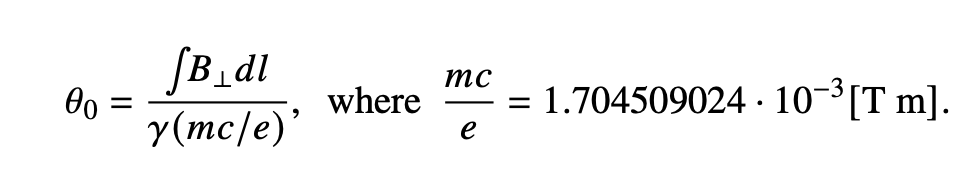 θ₀ = ∫B⊥dl / γ(mc/e), where mc / e = 1.704509024 · 10⁻³[T m].